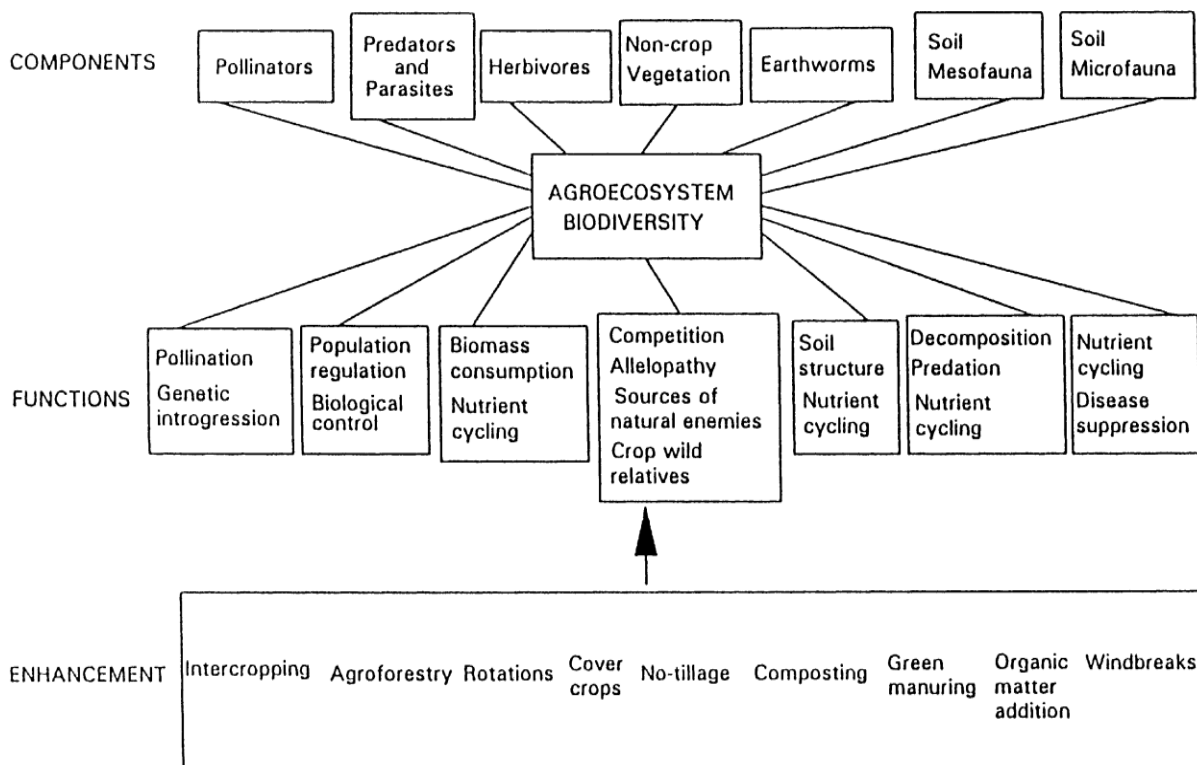 COMPONENTS
Pollinators
Predators
and
Parasites
Herbivores
Non-crop
Vegetation
Earthworms
Soil
Mesofauna
Soil
Microfauna
AGROECOSYSTEM
BIODIVERSITY
FUNCTIONS
Pollination
Genetic
introgression
Population
regulation
Biological
control
Biomass
consumption
Nutrient
cycling
Competition
Allelopathy
Sources of
natural enemies
Crop wild
relatives
Soil
structure
Nutrient
cycling
Decomposition
Predation
Nutrient
cycling
Nutrient
cycling
Disease
suppression
ENHANCEMENT
Intercropping
Agroforestry
Rotations
Cover
crops
No-tillage
Composting
Green
manuring
Organic
matter
addition
Windbreaks